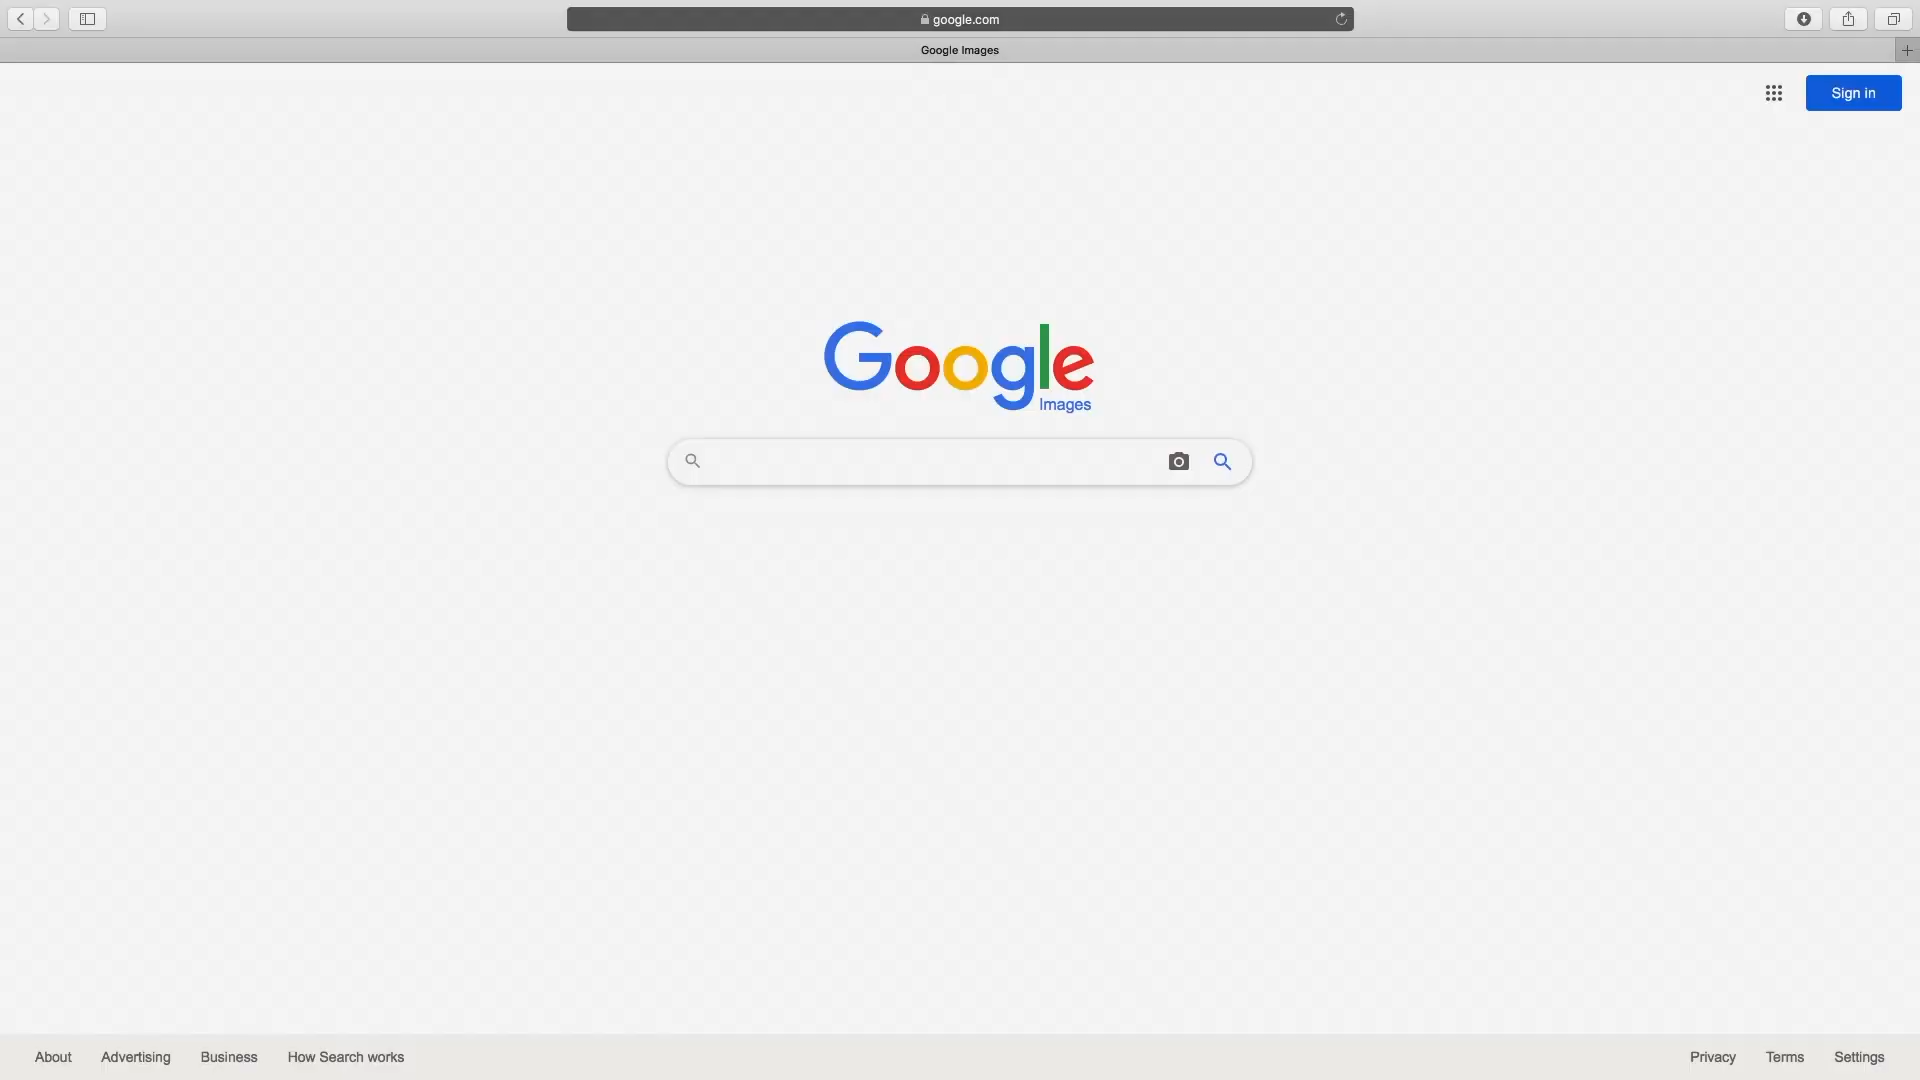 google.com
Google Images
Sign in
Google
Images
About
Advertising
Business
How Search works
Privacy
Terms
Settings